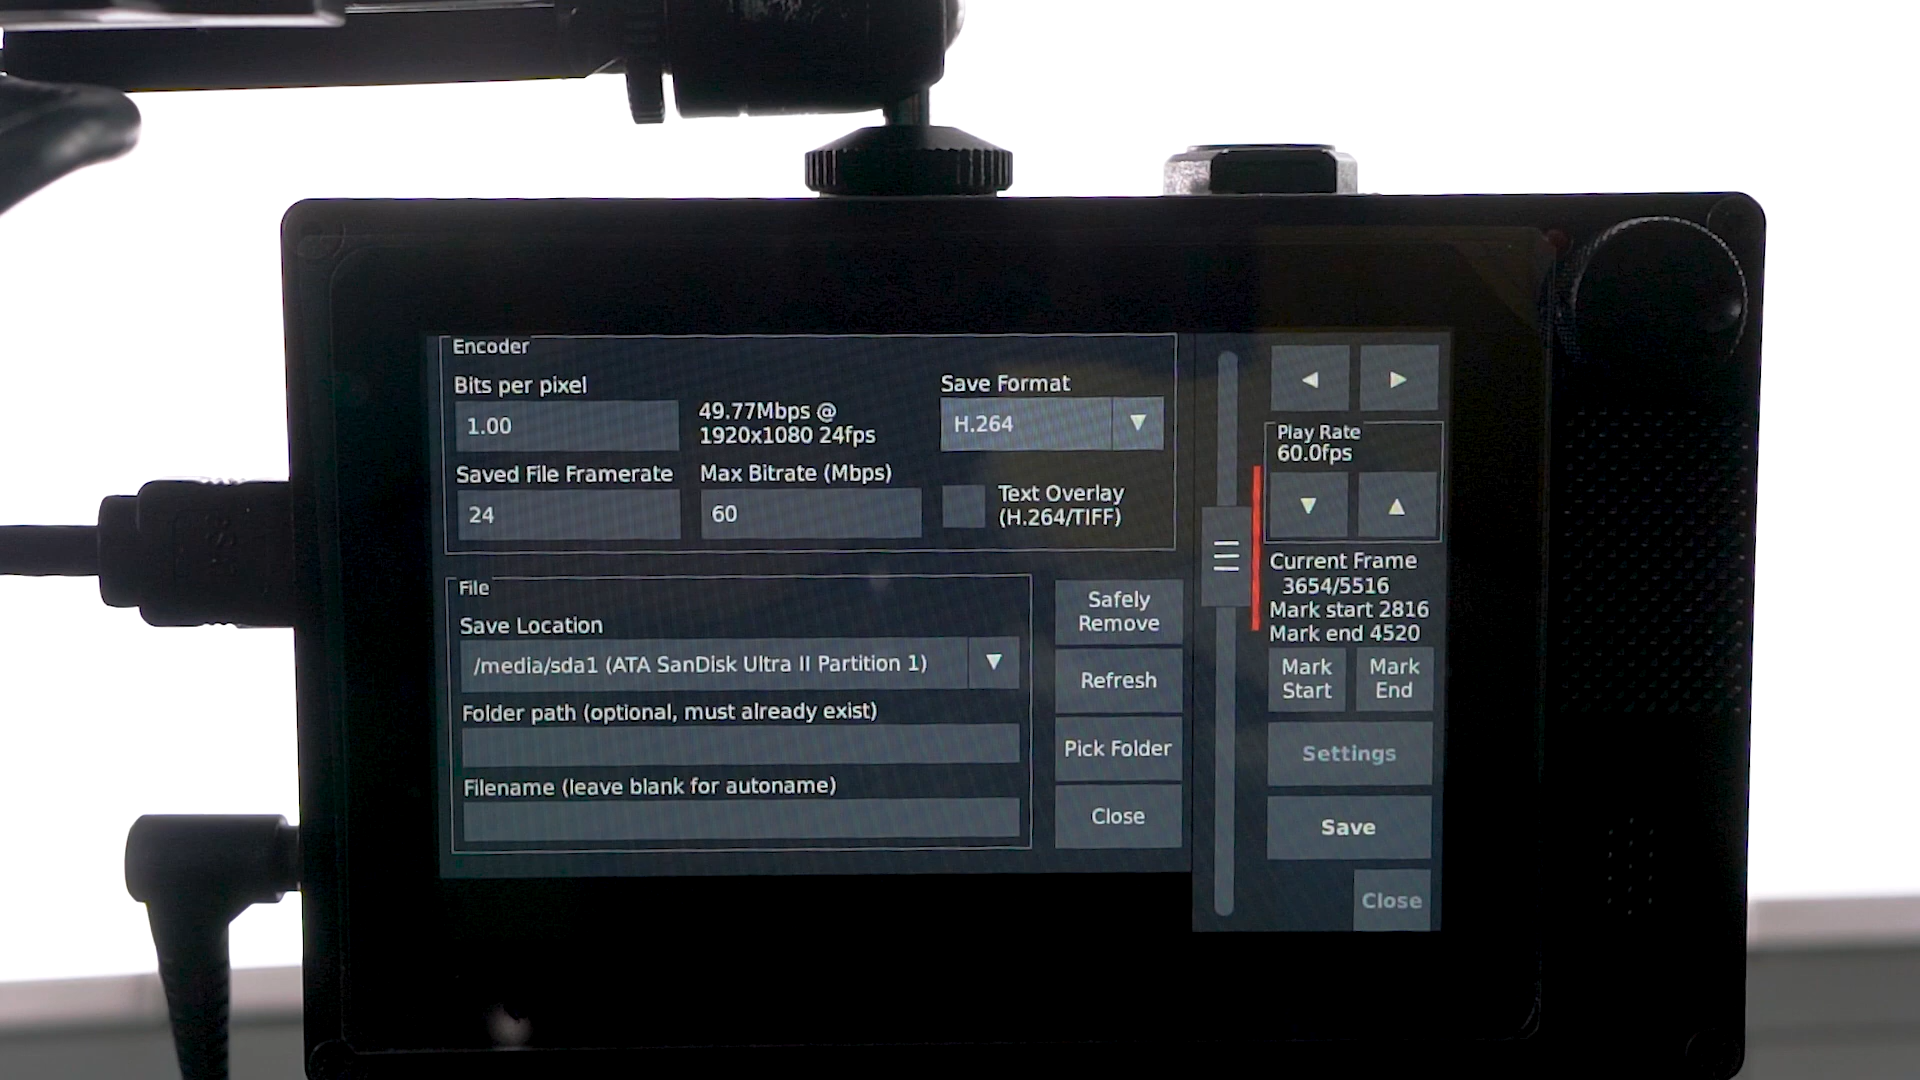 Encoder
Bits per pixel
1.00
49.77Mbps @
1920x1080 24fps
Save Format
H.264
Saved File Framerate
24
Max Bitrate (Mbps)
60
Text Overlay
(H.264/TIFF)
File
Save Location
/media/sda1 (ATA SanDisk Ultra II Partition 1)
Folder path (optional, must already exist)
Filename (leave blank for autoname)
Safely
Remove
Refresh
Pick Folder
Close
Play Rate
60.0fps
Current Frame
3654/5516
Mark start 2816
Mark end 4520
Mark
Start
Mark
End
Settings
Save
Close